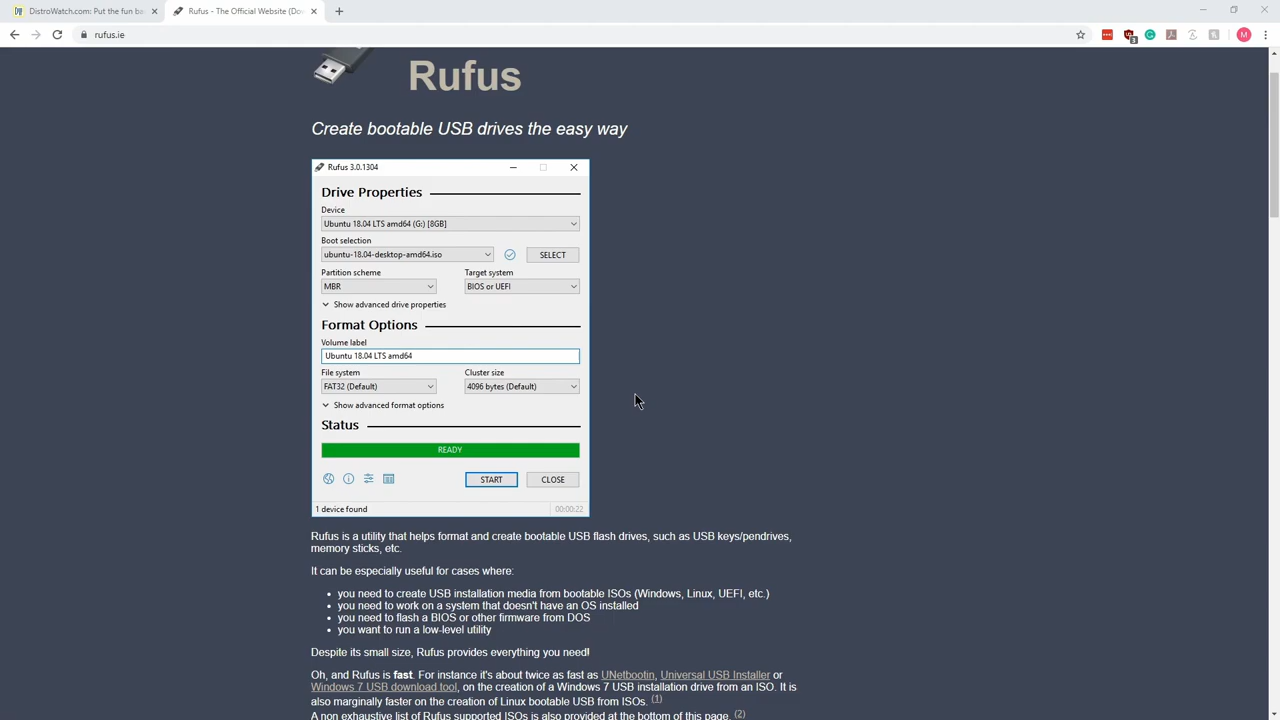 DistroWatch.com: Put the fun ba
Rufus - The Official Website (Dov
rufus.ie
3
M
Rufus
Create bootable USB drives the easy way
Rufus 3.0.1304
Drive Properties
Device
Ubuntu 18.04 LTS amd64 (G:) [8GB]
Boot selection
ubuntu-18.04-desktop-amd64.iso
SELECT
Partition scheme
Target system
MBR
BIOS or UEFI
Show advanced drive properties
Format Options
Volume label
Ubuntu 18.04 LTS amd64
File system
Cluster size
FAT32 (Default)
4096 bytes (Default)
Show advanced format options
Status
READY
START
CLOSE
1 device found
00:00:22
Rufus is a utility that helps format and create bootable USB flash drives, such as USB keys/pendrives,
memory sticks, etc.
It can be especially useful for cases where:
• you need to create USB installation media from bootable ISOs (Windows, Linux, UEFI, etc.)
• you need to work on a system that doesn't have an OS installed
• you need to flash a BIOS or other firmware from DOS
• you want to run a low-level utility
Despite its small size, Rufus provides everything you need!
Oh, and Rufus is fast. For instance it's about twice as fast as UNetbootin, Universal USB Installer or
Windows 7 USB download tool, on the creation of a Windows 7 USB installation drive from an ISO. It is
also marginally faster on the creation of Linux bootable USB from ISOs. (1)
A non exhaustive list of Rufus supported ISOs is also provided at the bottom of this page. (2)